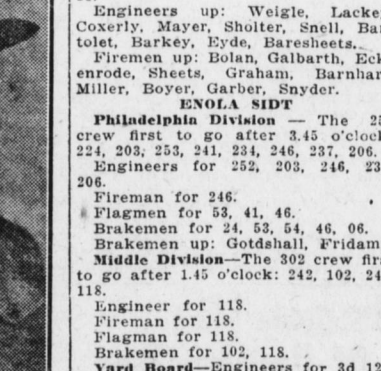 Engineers up: Weigle, Lacke
Coxerly, Mayer, Sholter, Snell, Bar
tolet, Barkey, Eyde, Baresheets.
Firemen up: Bolan, Galbarth, Eck
enrode, Sheets, Graham, Barnhar
Miller, Boyer, Garber, Snyder.
ENOLA SIDT
Philadelphia Division — The 25
crew first to go after 3.45 o'clock
224, 203, 253, 241, 234, 246, 237, 206.
Engineers for 252, 203, 246, 23
206.
Fireman for 246.
Flagmen for 53, 41, 46.
Brakemen for 24, 53, 54, 46, 06.
Brakemen up: Gotdshall, Fridam
Middle Division—The 302 crew fir
to go after 1.45 o'clock: 242, 102, 24
118.
Engineer for 118.
Fireman for 118.
Flagman for 118.
Brakemen for 102, 118.
Yard Board—Engineers for 3d 12